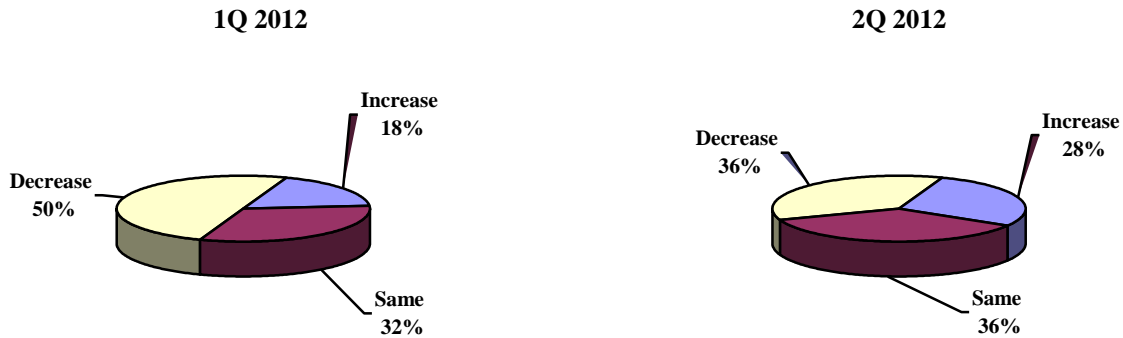 1Q 2012
Increase
18%
Decrease
50%
Same
32%
2Q 2012
Increase
28%
Decrease
36%
Same
36%